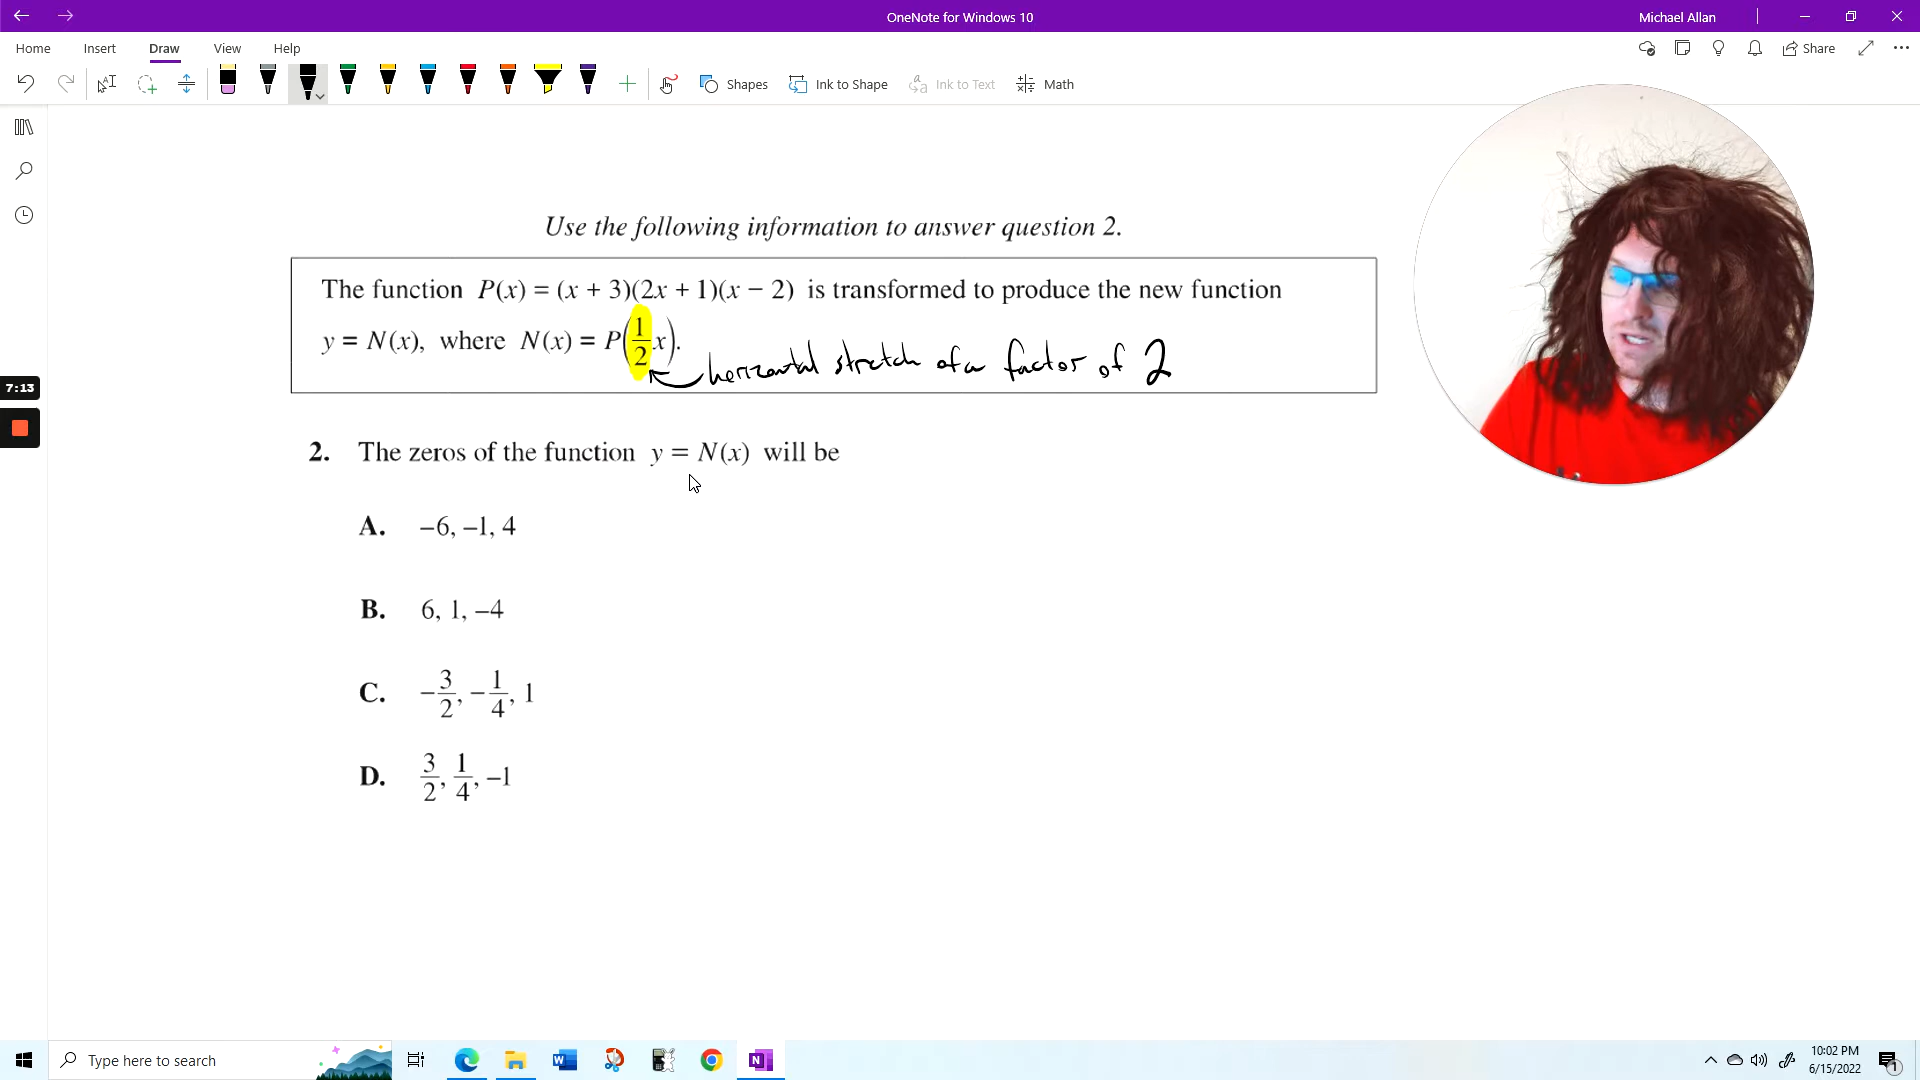 OneNote for Windows 10
Michael Allan
Home Insert Draw View Help
Share
Shapes Ink to Shape Ink to Text Math
Use the following information to answer question 2.
The function P(x) = (x + 3)(2x + 1)(x − 2) is transformed to produce the new function
y = N(x), where N(x) = P(1/2 x).
horizontal stretch of a factor of 2
7:13
2. The zeros of the function y = N(x) will be
A. −6, −1, 4
B. 6, 1, −4
C. −3/2, −1/4, 1
D. 3/2, 1/4, −1
Type here to search
10:02 PM
6/15/2022
1